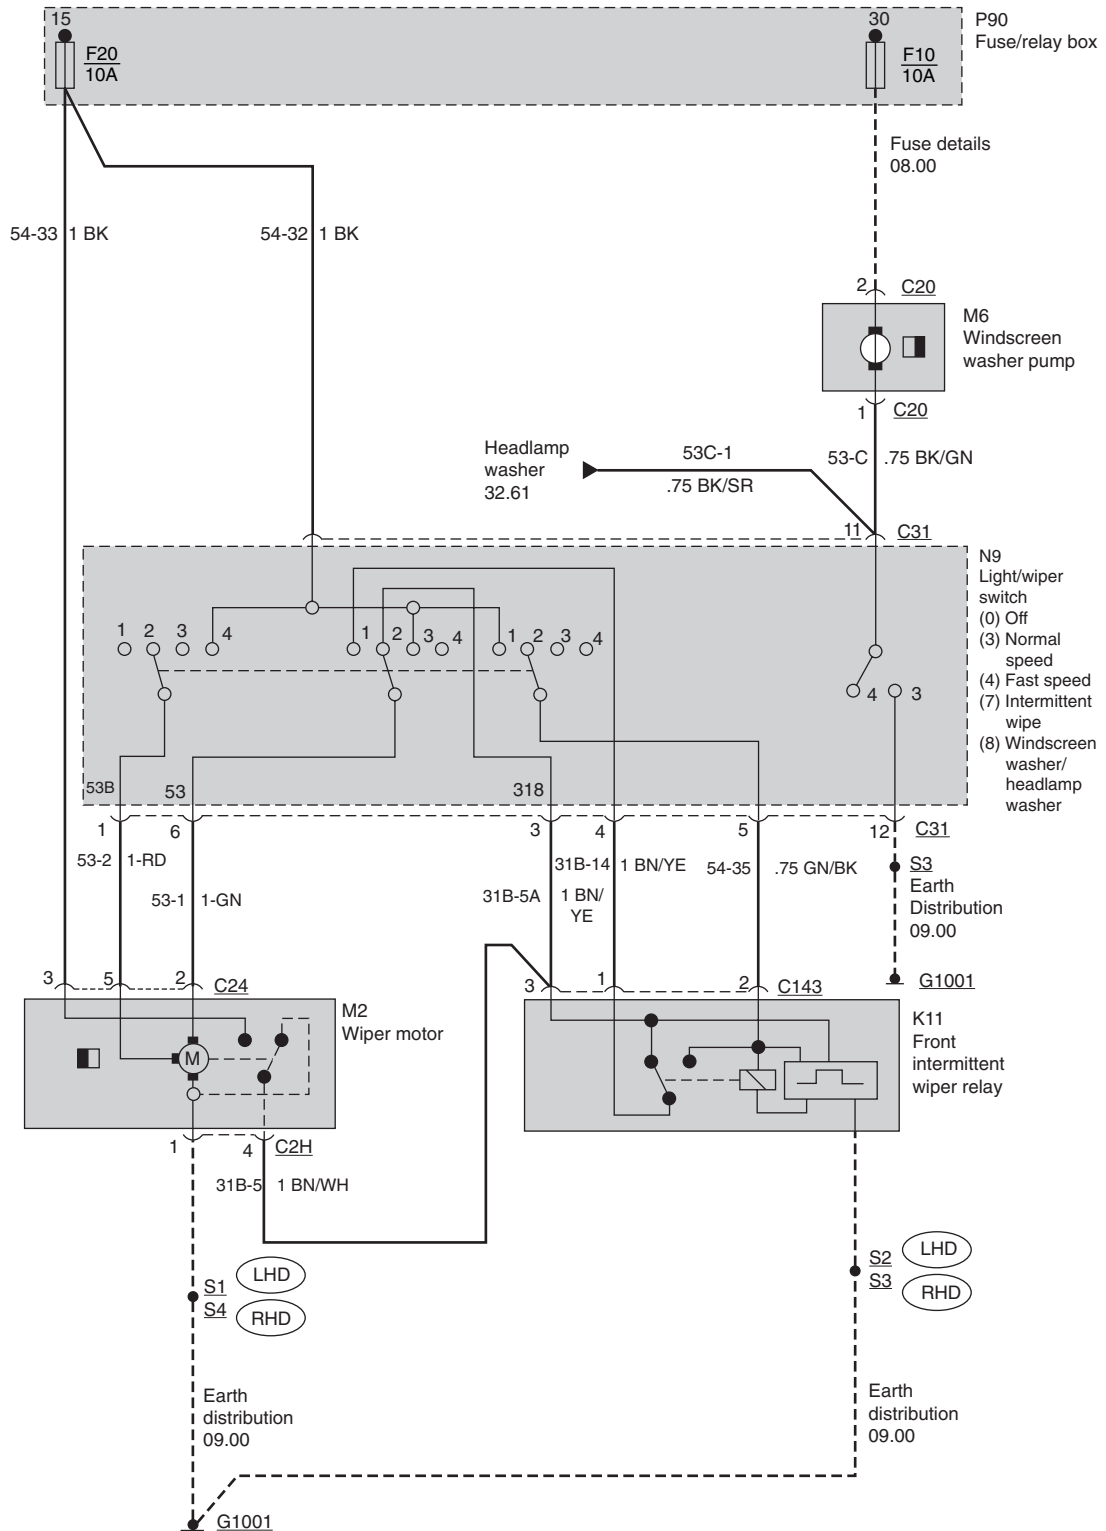 15
30
P90
Fuse/relay box
F20
10A
F10
10A
Fuse details
08.00
54-33 1 BK
54-32 1 BK
2 C20
M6
Windscreen
washer pump
1 C20
Headlamp
washer
32.61
53C-1
.75 BK/SR
53-C .75 BK/GN
11 C31
N9
Light/wiper
switch
(0) Off
(3) Normal
speed
(4) Fast speed
(7) Intermittent
wipe
(8) Windscreen
washer/
headlamp
washer
1 2 3 4
1 2 3 4
1 2 3 4
4 3
53B
53
318
1 6 3 4 5 12 C31
53-2 1-RD
53-1 1-GN
31B-14 1 BN/YE
31B-5A 1 BN/
YE
54-35 .75 GN/BK
S3
Earth
Distribution
09.00
G1001
3 5 2 C24
3 1 2 C143
M2
Wiper motor
M
K11
Front
intermittent
wiper relay
1 4 C2H
31B-5 1 BN/WH
S1 LHD
S4 RHD
S2 LHD
S3 RHD
Earth
distribution
09.00
Earth
distribution
09.00
G1001